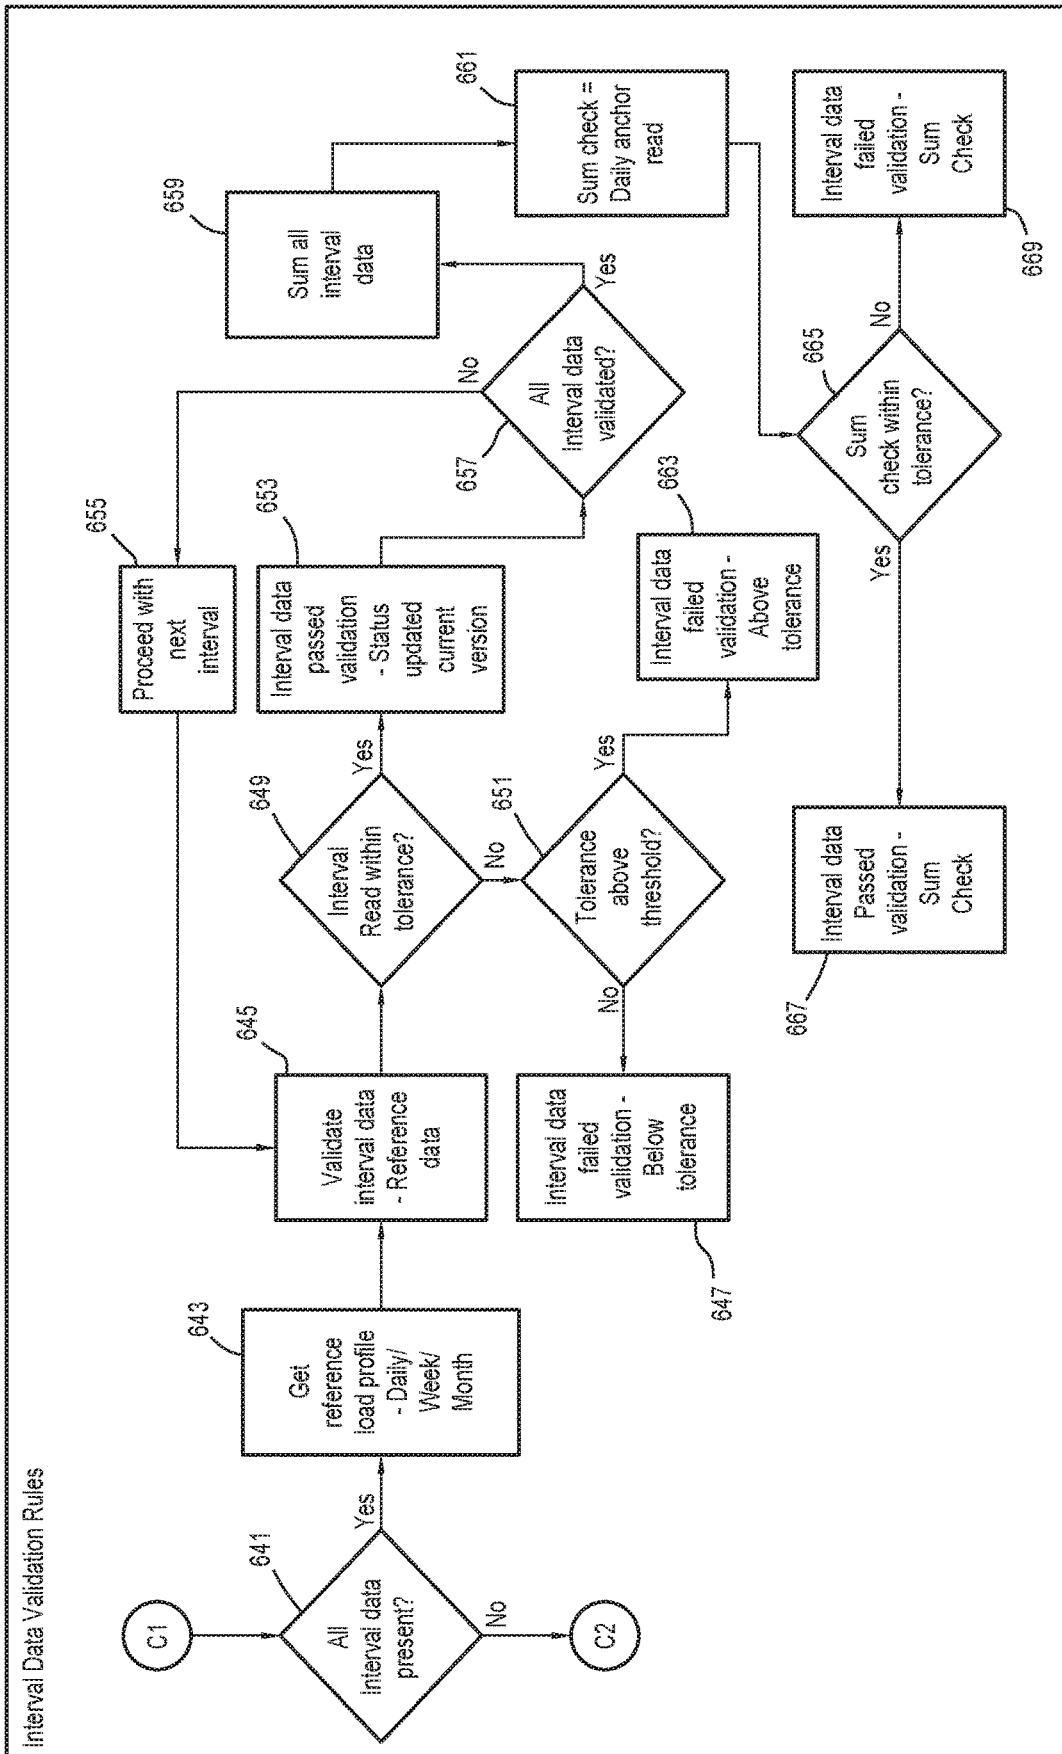 Interval Data Validation Rules
C1
641
All
Interval data
present?
Yes
No
C2
643
Get
reference
load profile
- Daily/
Week/
Month
645
Validate
interval data
- Reference
data
647
Interval data
failed
validation -
Below
tolerance
649
Interval
Read within
tolerance?
Yes
No
651
Tolerance
above
threshold?
No
Yes
653
Interval data
passed
validation
- Status
updated
current
version
655
Proceed with
next
interval
657
All
Interval data
validated?
No
Yes
659
Sum all
interval
data
661
Sum check =
Daily anchor
read
663
Interval data
failed
validation -
Above
tolerance
665
Sum
check within
tolerance?
Yes
No
667
Interval data
Passed
validation -
Sum
Check
669
Interval data
failed
validation -
Sum
Check